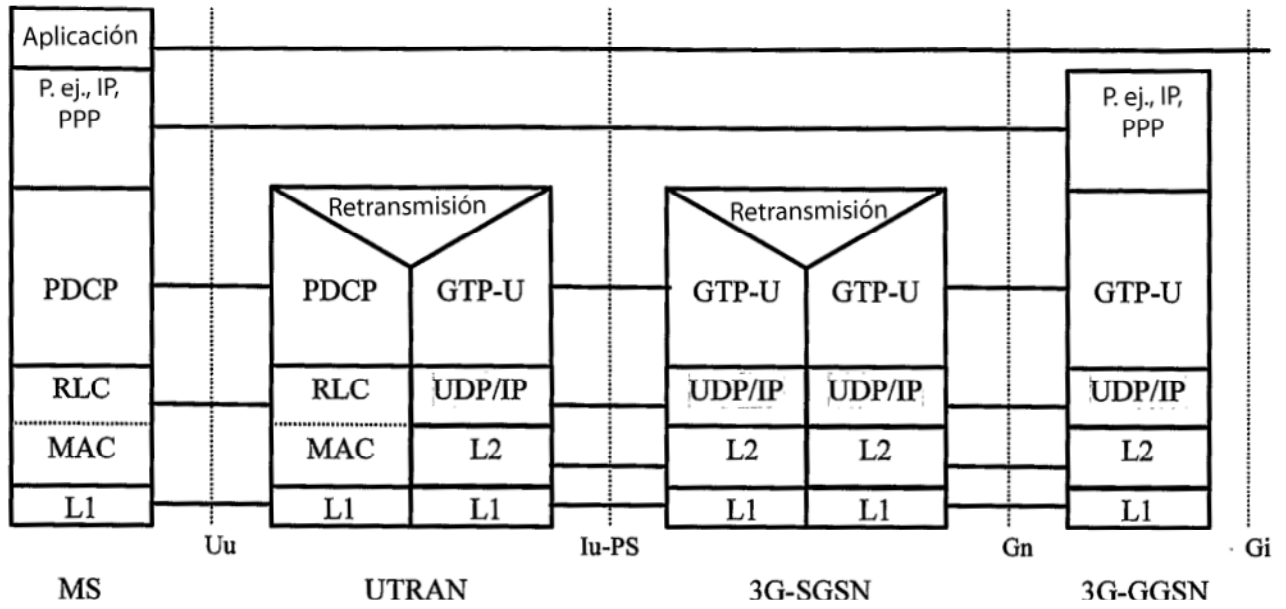 Aplicación
P. ej., IP,
PPP
P. ej., IP,
PPP
Retransmisión
Retransmisión
PDCP
PDCP
GTP-U
GTP-U
GTP-U
GTP-U
RLC
RLC
UDP/IP
UDP/IP
UDP/IP
UDP/IP
MAC
MAC
L2
L2
L2
L2
L1
L1
L1
L1
L1
L1
Uu
Iu-PS
Gn
Gi
MS
UTRAN
3G-SGSN
3G-GGSN